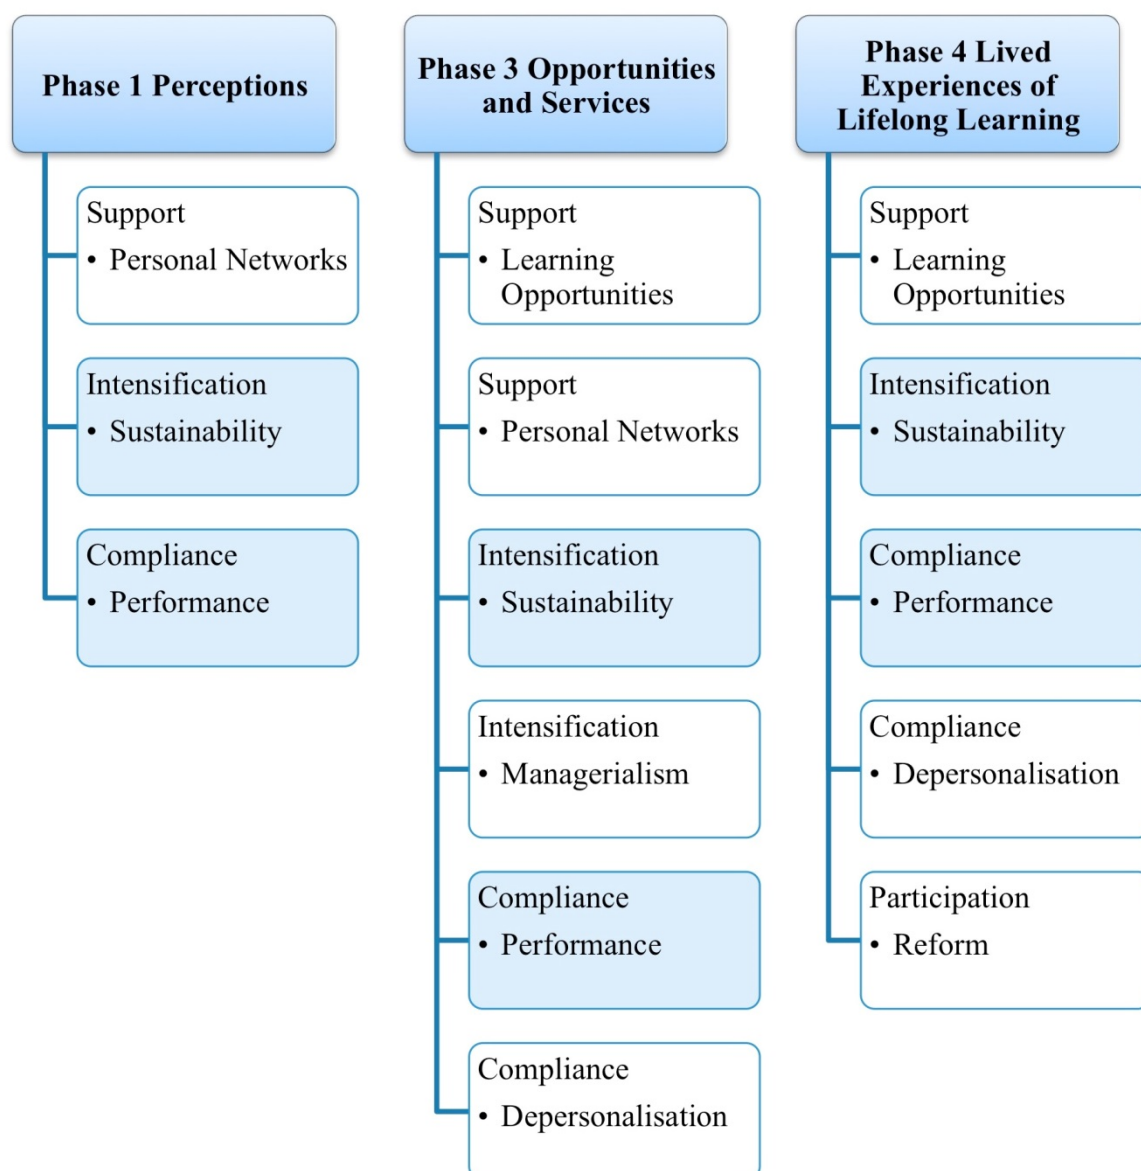 Phase 1 Perceptions
Support
• Personal Networks
Intensification
• Sustainability
Compliance
• Performance
Phase 3 Opportunities
and Services
Support
• Learning
Opportunities
Support
• Personal Networks
Intensification
• Sustainability
Intensification
• Managerialism
Compliance
• Performance
Compliance
• Depersonalisation
Phase 4 Lived
Experiences of
Lifelong Learning
Support
• Learning
Opportunities
Intensification
• Sustainability
Compliance
• Performance
Compliance
• Depersonalisation
Participation
• Reform